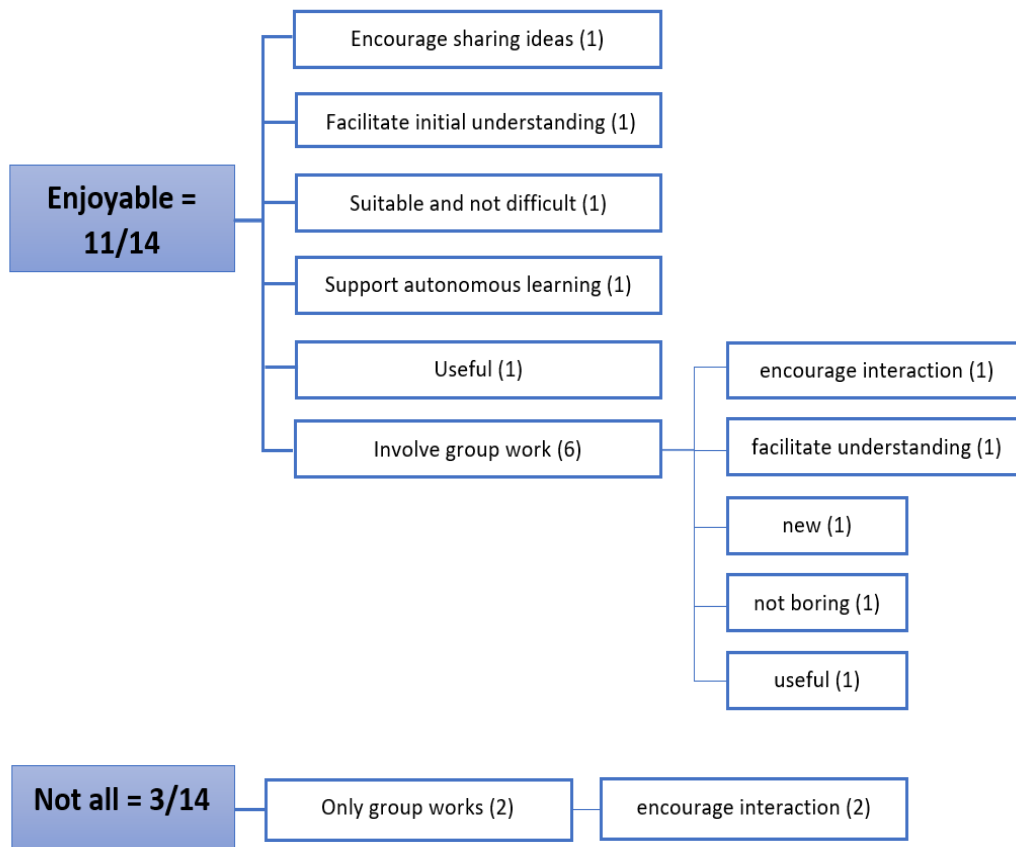 Encourage sharing ideas (1)
Facilitate initial understanding (1)
Enjoyable =
11/14
Suitable and not difficult (1)
Support autonomous learning (1)
Useful (1)
Involve group work (6)
encourage interaction (1)
facilitate understanding (1)
new (1)
not boring (1)
useful (1)
Not all = 3/14
Only group works (2)
encourage interaction (2)